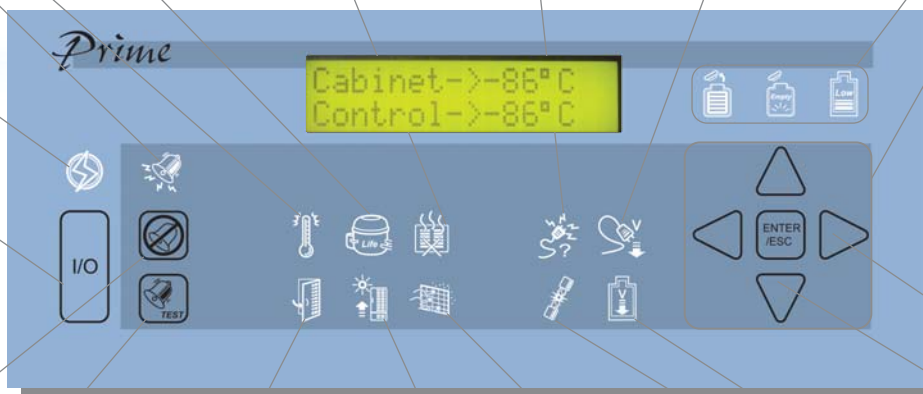 Prime
Cabinet->-86°C
Control->-86°C
Empty
Low
Life
S?
V
I/O
TEST
V
ENTER
/ESC